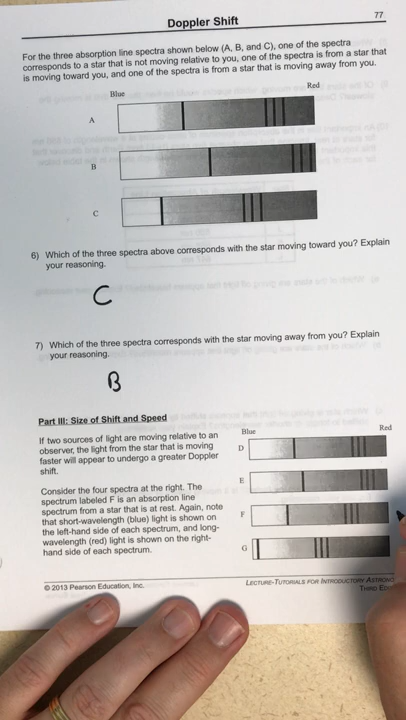 Doppler Shift
77
For the three absorption line spectra shown below (A, B, and C), one of the spectra
corresponds to a star that is not moving relative to you, one of the spectra is from a star that
is moving toward you, and one of the spectra is from a star that is moving away from you.
Blue
Red
A
B
C
6) Which of the three spectra above corresponds with the star moving toward you? Explain
your reasoning.
C
7) Which of the three spectra corresponds with the star moving away from you? Explain
your reasoning.
B
Part III: Size of Shift and Speed
If two sources of light are moving relative to an
observer, the light from the star that is moving
faster will appear to undergo a greater Doppler
shift.
Consider the four spectra at the right. The
spectrum labeled F is an absorption line
spectrum from a star that is at rest. Again, note
that short-wavelength (blue) light is shown on
the left-hand side of each spectrum, and long-
wavelength (red) light is shown on the right-
hand side of each spectrum.
Blue
Red
D
E
F
G
© 2013 Pearson Education, Inc.
LECTURE-TUTORIALS FOR INTRODUCTORY
THIRD